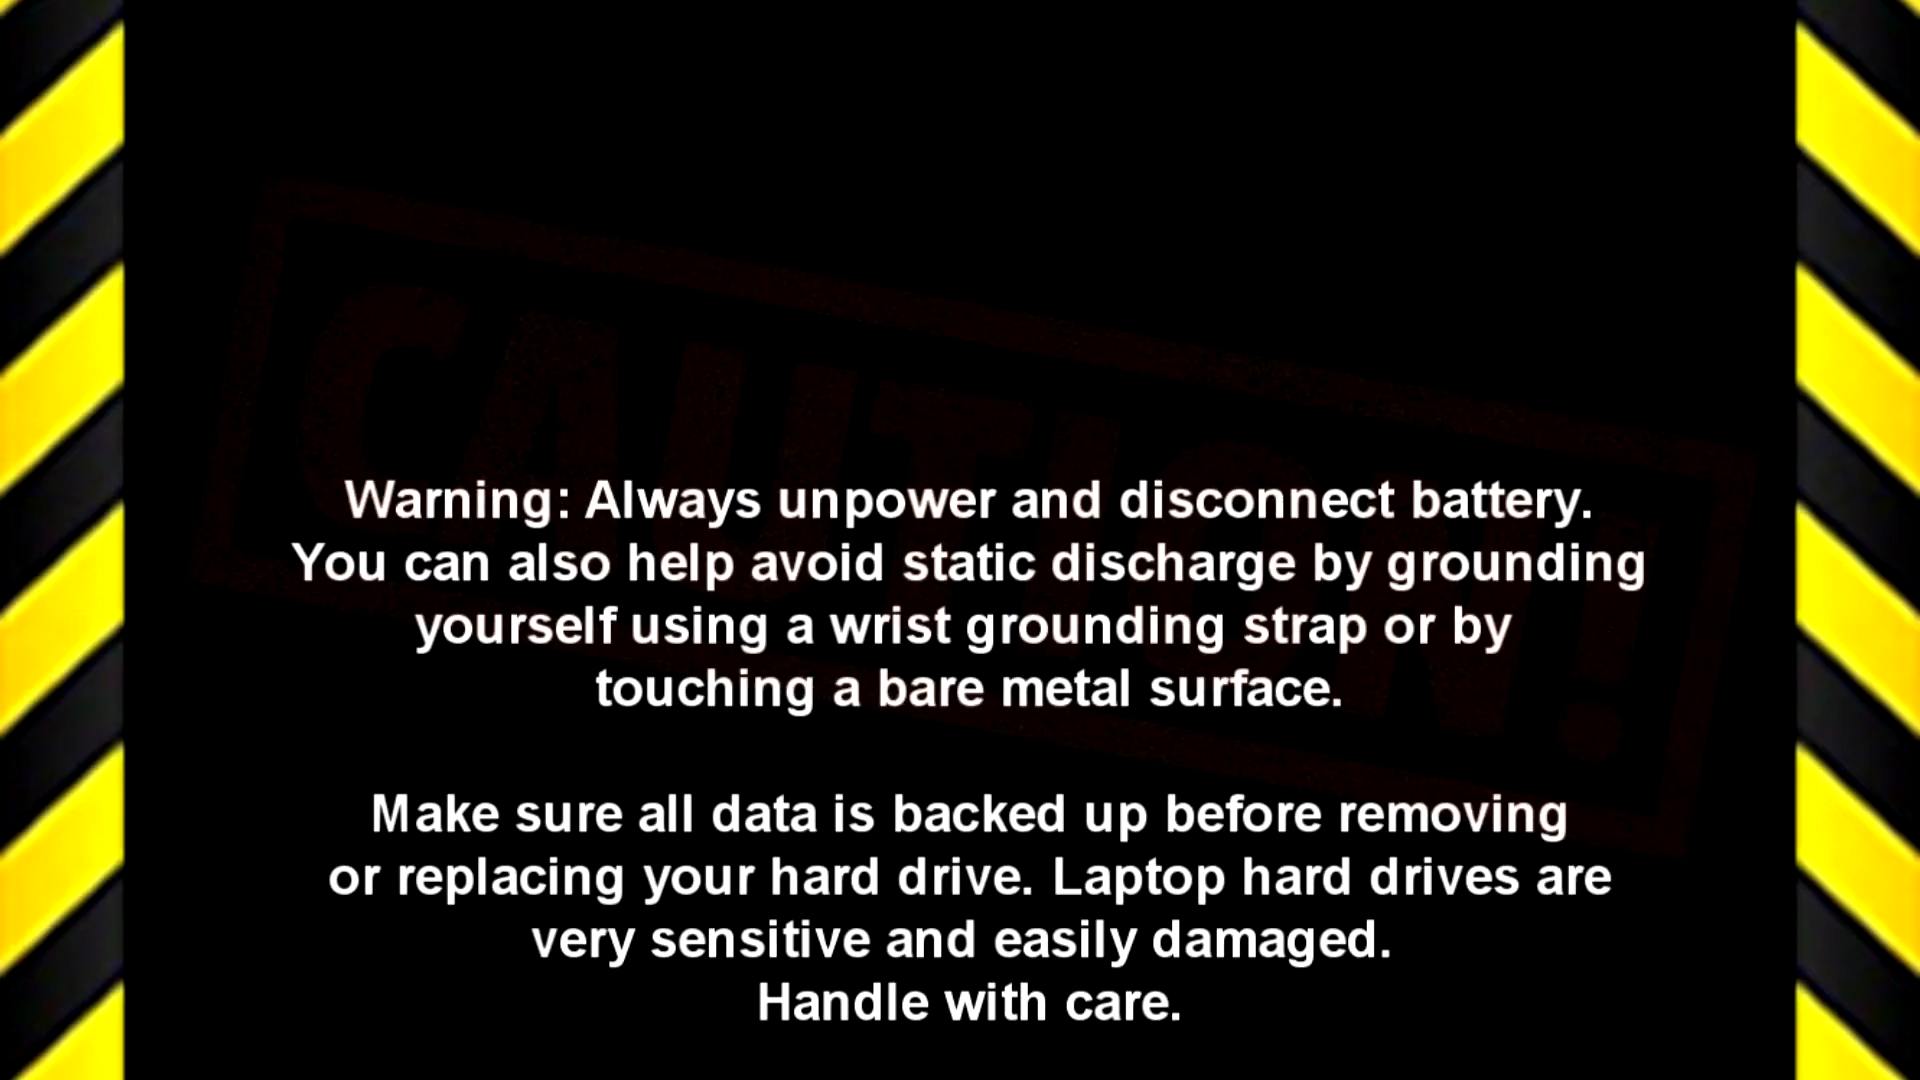 CAUTION!
Warning: Always unpower and disconnect battery.
You can also help avoid static discharge by grounding
yourself using a wrist grounding strap or by
touching a bare metal surface.
Make sure all data is backed up before removing
or replacing your hard drive. Laptop hard drives are
very sensitive and easily damaged.
Handle with care.